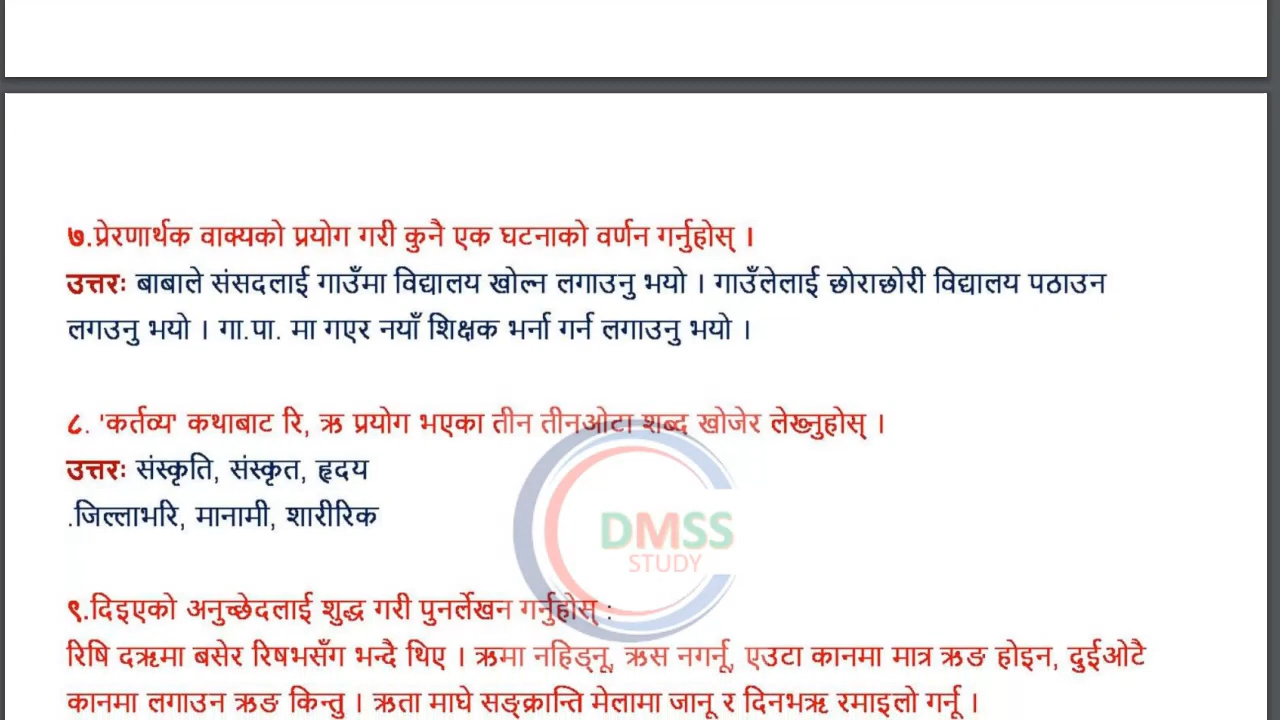 ७.प्रेरणार्थक वाक्यको प्रयोग गरी कुनै एक घटनाको वर्णन गर्नुहोस् ।
उत्तरः बाबाले संसदलाई गाउँमा विद्यालय खोल्न लगाउनु भयो । गाउँलेलाई छोराछोरी विद्यालय पठाउन
लगउनु भयो । गा.पा. मा गएर नयाँ शिक्षक भर्ना गर्न लगाउनु भयो ।
८. 'कर्तव्य' कथाबाट रि, ऋ प्रयोग भएका तीन तीनओटा शब्द खोजेर लेख्नुहोस् ।
उत्तरः संस्कृति, संस्कृत, हृदय
.जिल्लाभरि, मानामी, शारीरिक
DMSS
STUDY
९.दिइएको अनुच्छेदलाई शुद्ध गरी पुनर्लेखन गर्नुहोस् :
रिषि दऋमा बसेर रिषभसँग भन्दै थिए । ऋमा नहिड्नू, ऋस नगर्नू, एउटा कानमा मात्र ऋङ होइन, दुईओटै
कानमा लगाउन ऋङ किन्तु । ऋता माघे सङ्क्रान्ति मेलामा जानू र दिनभऋ रमाइलो गर्नू ।